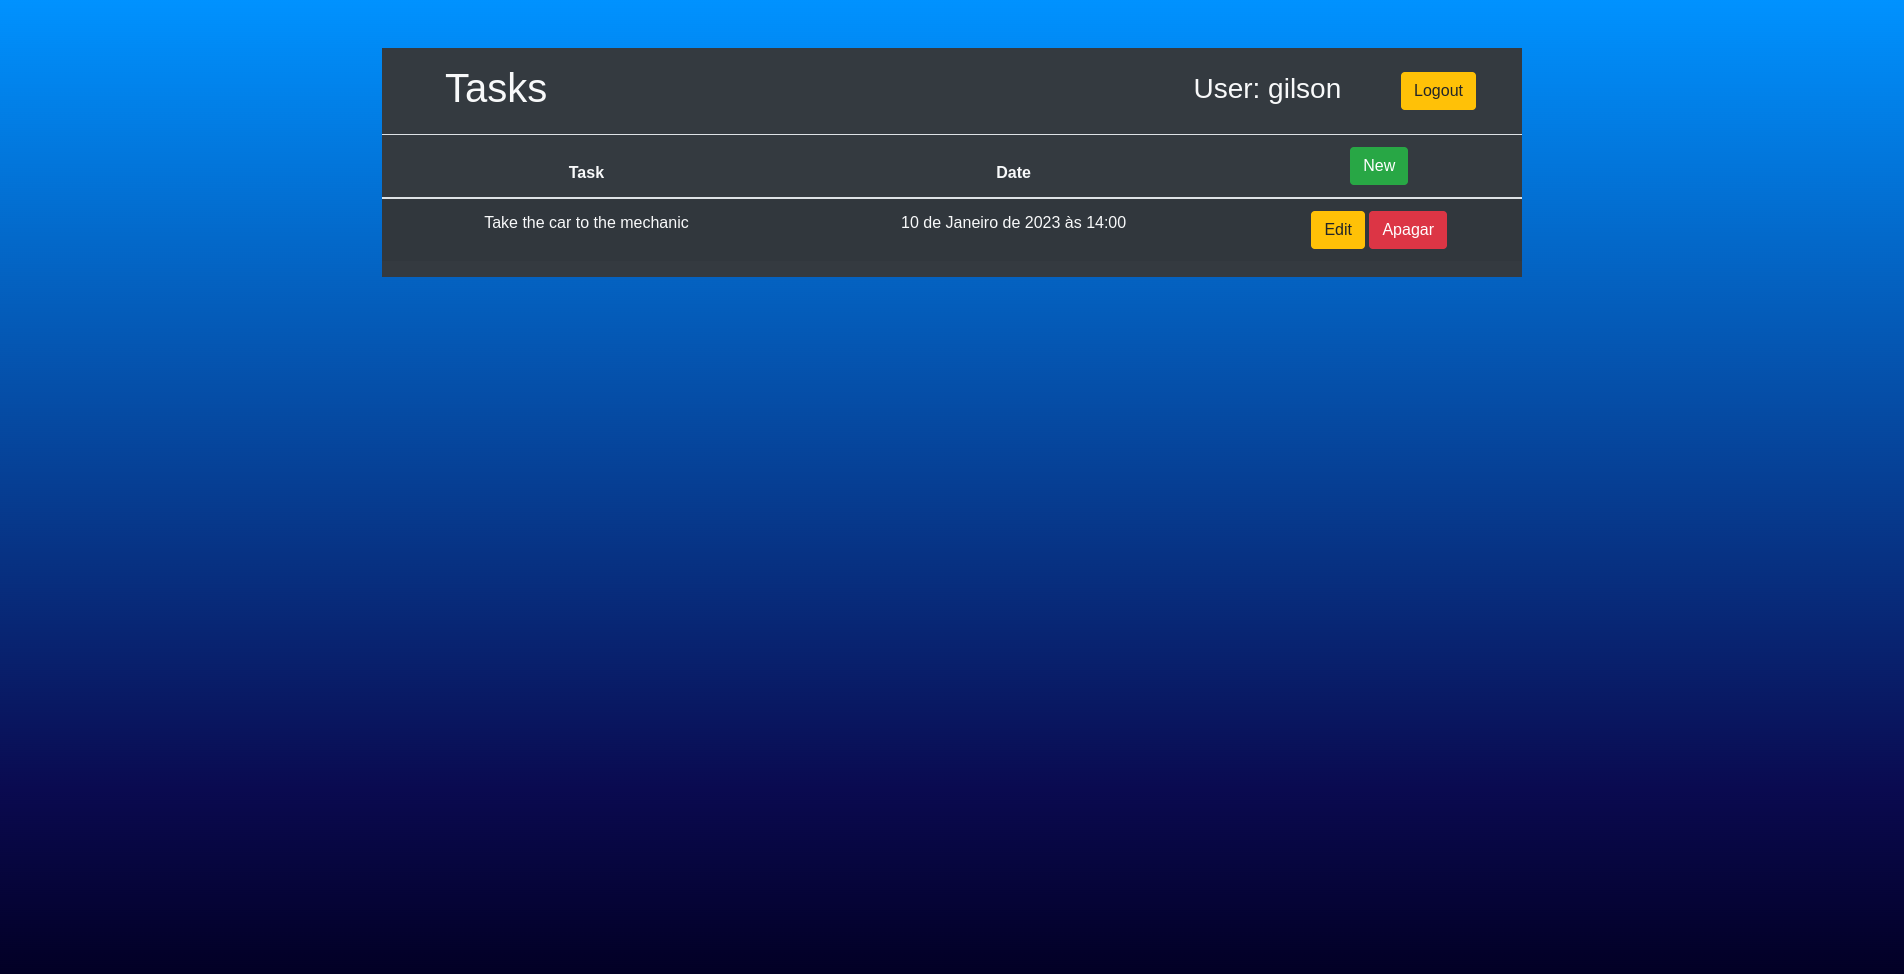 Tasks User: gilson Logout
Task Date New
Take the car to the mechanic 10 de Janeiro de 2023 às 14:00 Edit Apagar